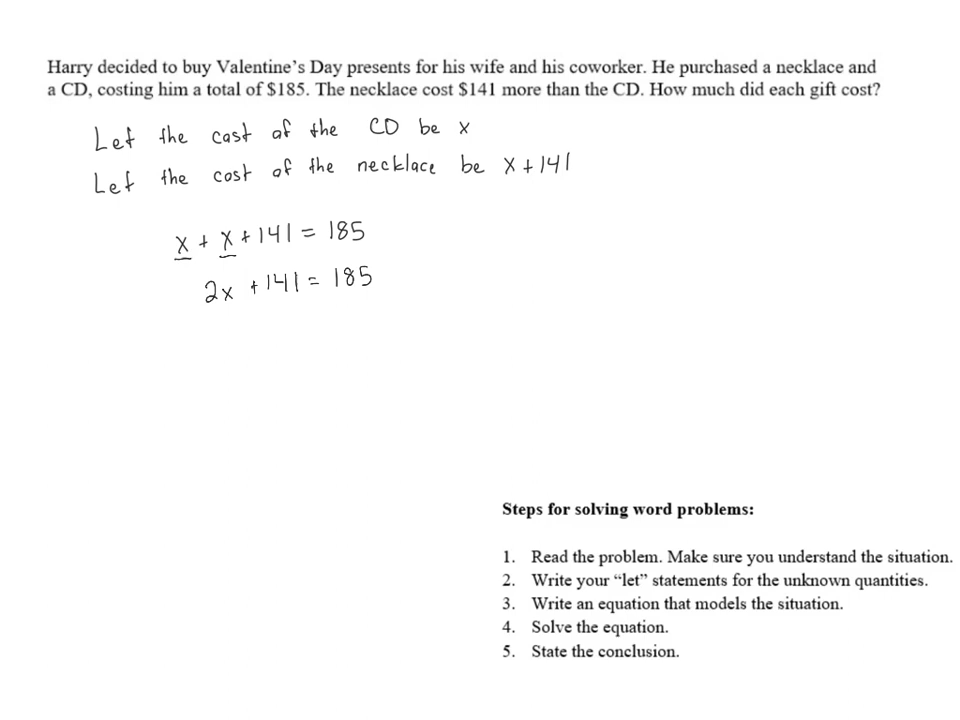 Harry decided to buy Valentine's Day presents for his wife and his coworker. He purchased a necklace and
a CD, costing him a total of $185. The necklace cost $141 more than the CD. How much did each gift cost?
Let the cost of the CD be x
Let the cost of the necklace be x + 141
x + x + 141 = 185
2x + 141 = 185
Steps for solving word problems:
1. Read the problem. Make sure you understand the situation.
2. Write your “let” statements for the unknown quantities.
3. Write an equation that models the situation.
4. Solve the equation.
5. State the conclusion.